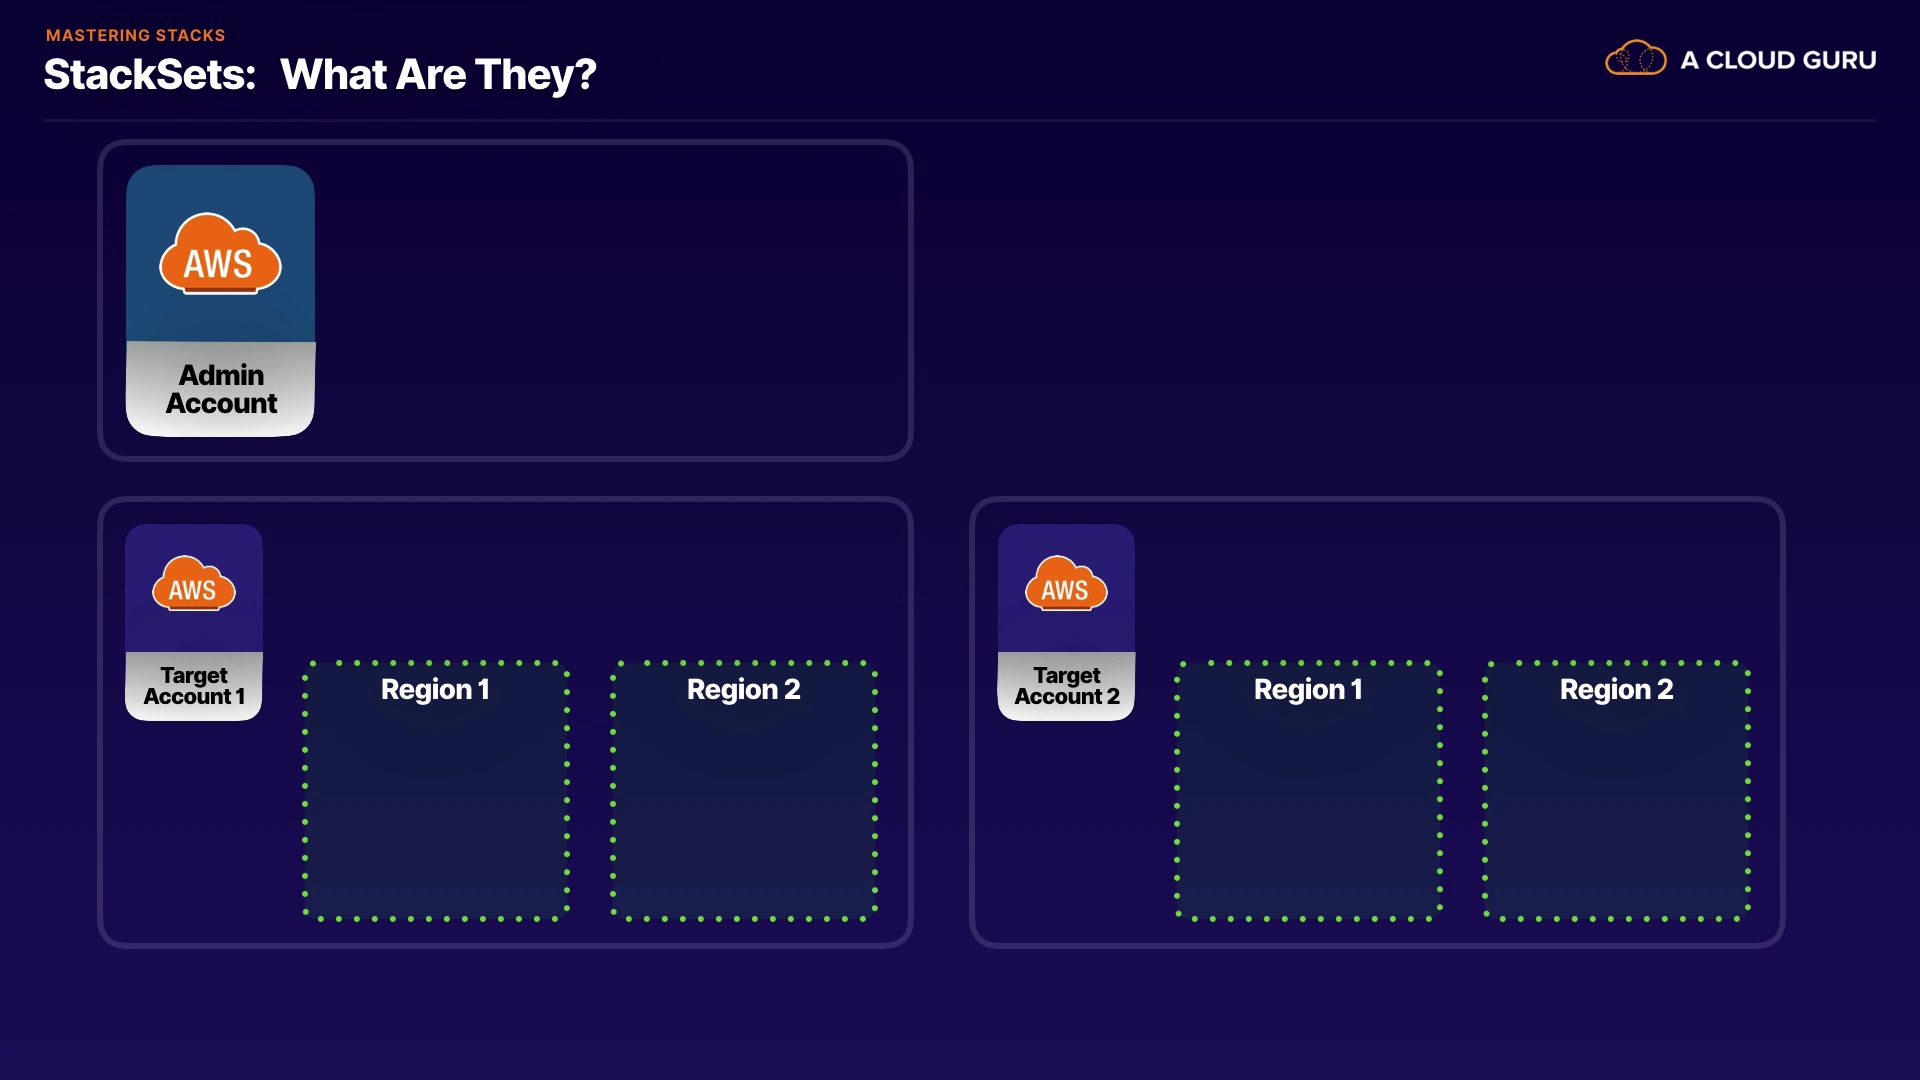 MASTERING STACKS
StackSets: What Are They?
A CLOUD GURU
AWS
Admin
Account
AWS
Target
Account 1
Region 1
Region 2
AWS
Target
Account 2
Region 1
Region 2